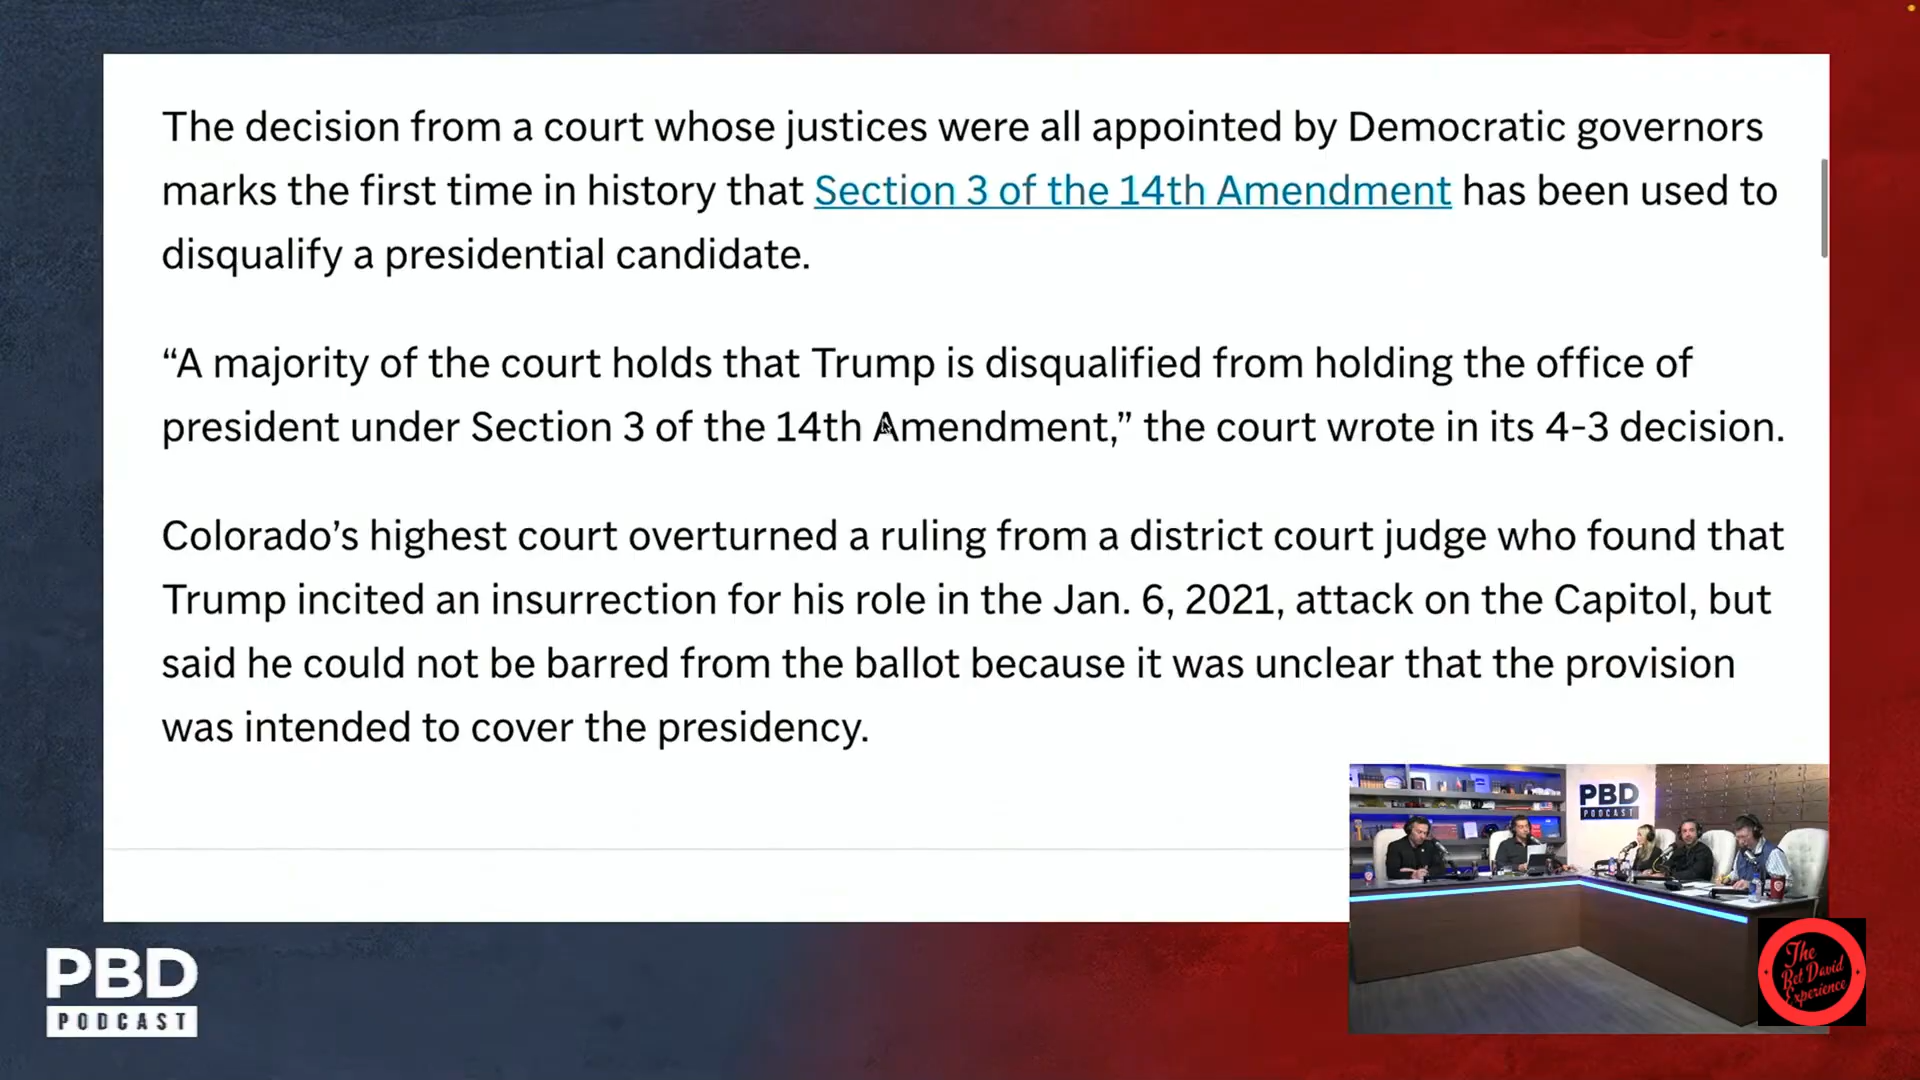 The decision from a court whose justices were all appointed by Democratic governors
marks the first time in history that Section 3 of the 14th Amendment has been used to
disqualify a presidential candidate.
“A majority of the court holds that Trump is disqualified from holding the office of
president under Section 3 of the 14th Amendment,” the court wrote in its 4-3 decision.
Colorado’s highest court overturned a ruling from a district court judge who found that
Trump incited an insurrection for his role in the Jan. 6, 2021, attack on the Capitol, but
said he could not be barred from the ballot because it was unclear that the provision
was intended to cover the presidency.
PBD
PODCAST
PBD
PODCAST
The
Bet David
Experience